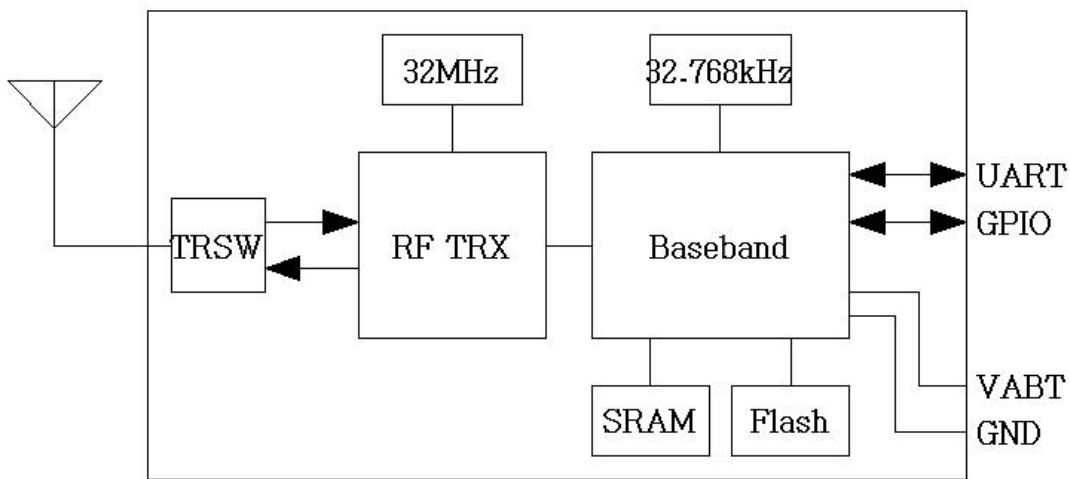 32MHz
32.768kHz
UART
GPIO
TRSW
RF TRX
Baseband
VABT
GND
SRAM
Flash